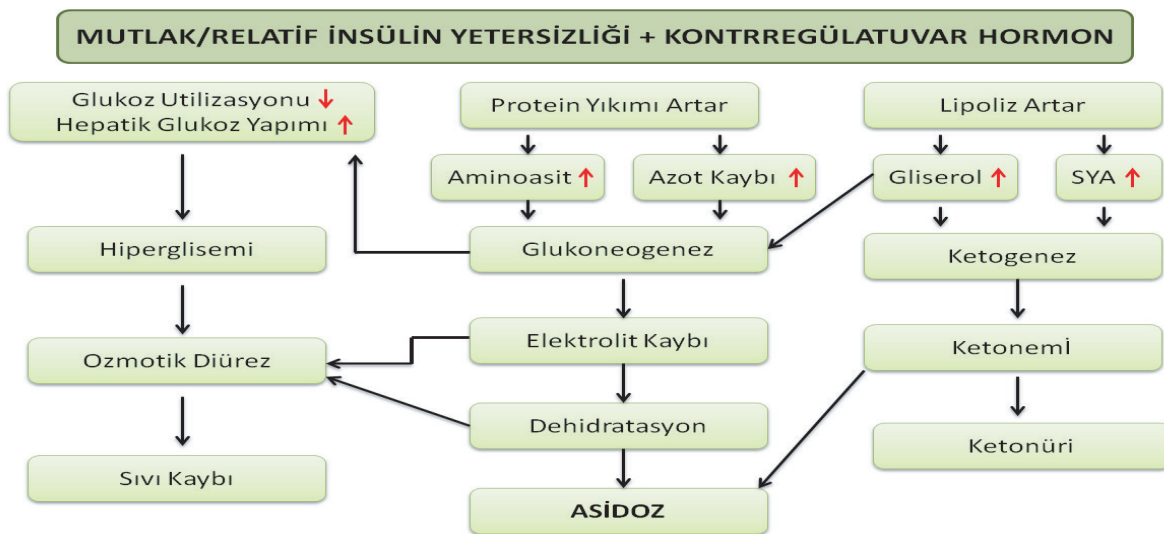 MUTLAK/RELATİF İNSÜLİN YETERSİZLİĞİ + KONTRREGÜLATUVAR HORMON
Glukoz Utilizasyonu ↓
Hepatik Glukoz Yapımı ↑
Protein Yıkımı Artar
Lipoliz Artar
Aminoasit ↑
Azot Kaybı ↑
Gliserol ↑
SYA ↑
Hiperglisemi
Glukoneogenez
Ketogenez
Ozmotik Diürez
Elektrolit Kaybı
Ketonemİ
Dehidratasyon
Ketonüri
Sıvı Kaybı
ASİDOZ